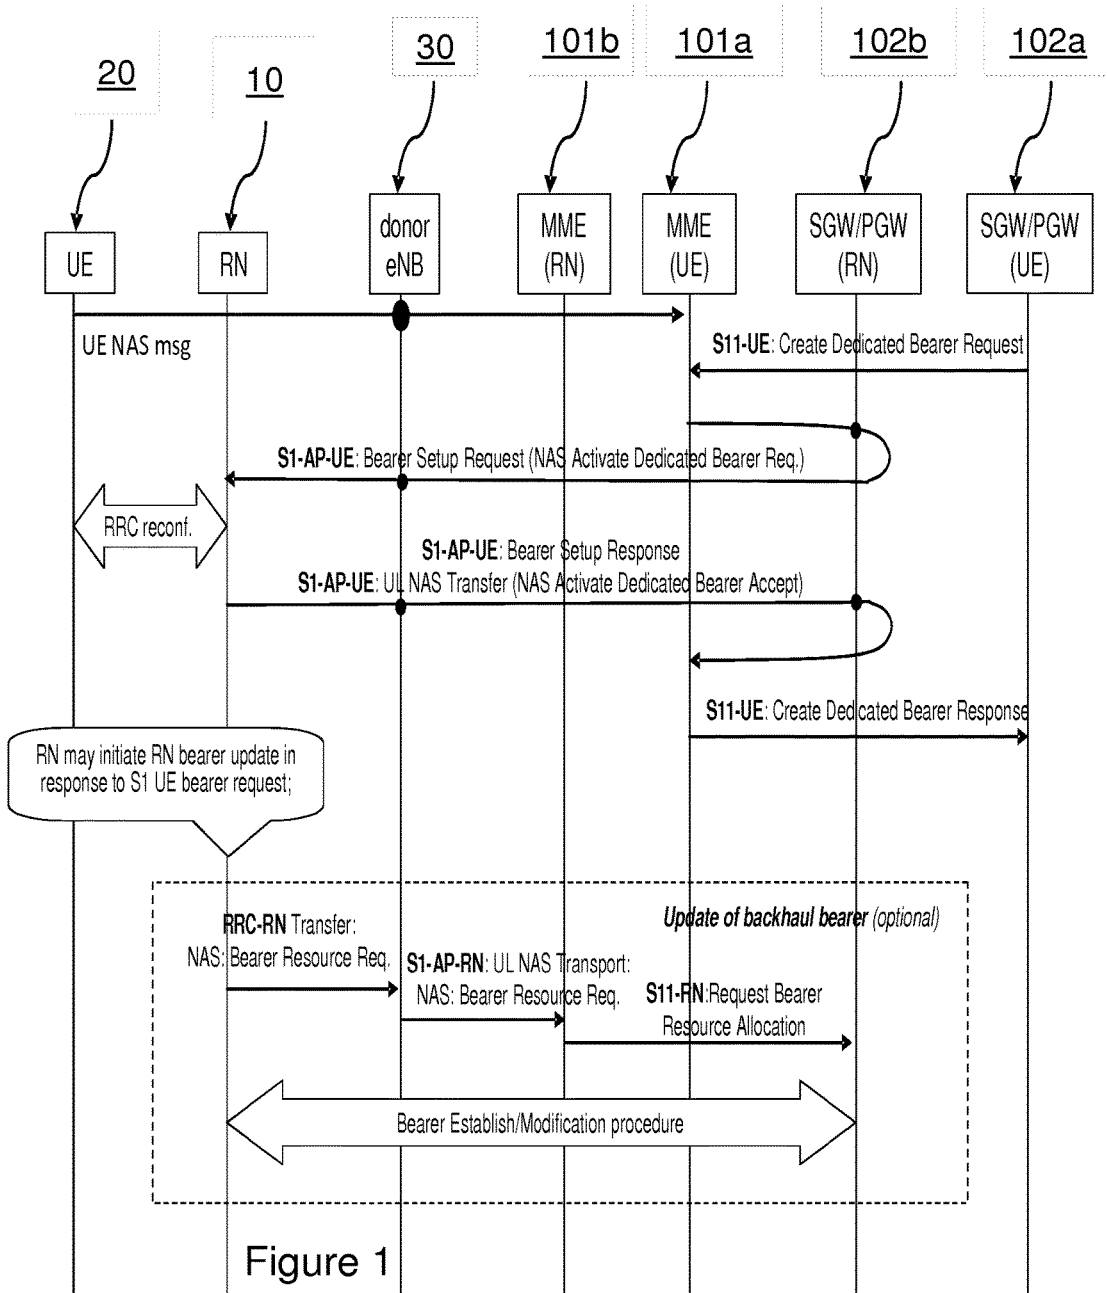 20
10
30
101b
101a
102b
102a
UE
RN
donor
eNB
MME
(RN)
MME
(UE)
SGW/PGW
(RN)
SGW/PGW
(UE)
UE NAS msg
S11-UE: Create Dedicated Bearer Request
S1-AP-UE: Bearer Setup Request (NAS Activate Dedicated Bearer Req.)
RRC reconf.
S1-AP-UE: Bearer Setup Response
S1-AP-UE: UL NAS Transfer (NAS Activate Dedicated Bearer Accept)
S11-UE: Create Dedicated Bearer Response
RN may initiate RN bearer update in
response to S1 UE bearer request;
Update of backhaul bearer (optional)
RRC-RN Transfer:
NAS: Bearer Resource Req.
S1-AP-RN: UL NAS Transport:
NAS: Bearer Resource Req.
S11-RN:Request Bearer
Resource Allocation
Bearer Establish/Modification procedure
Figure 1